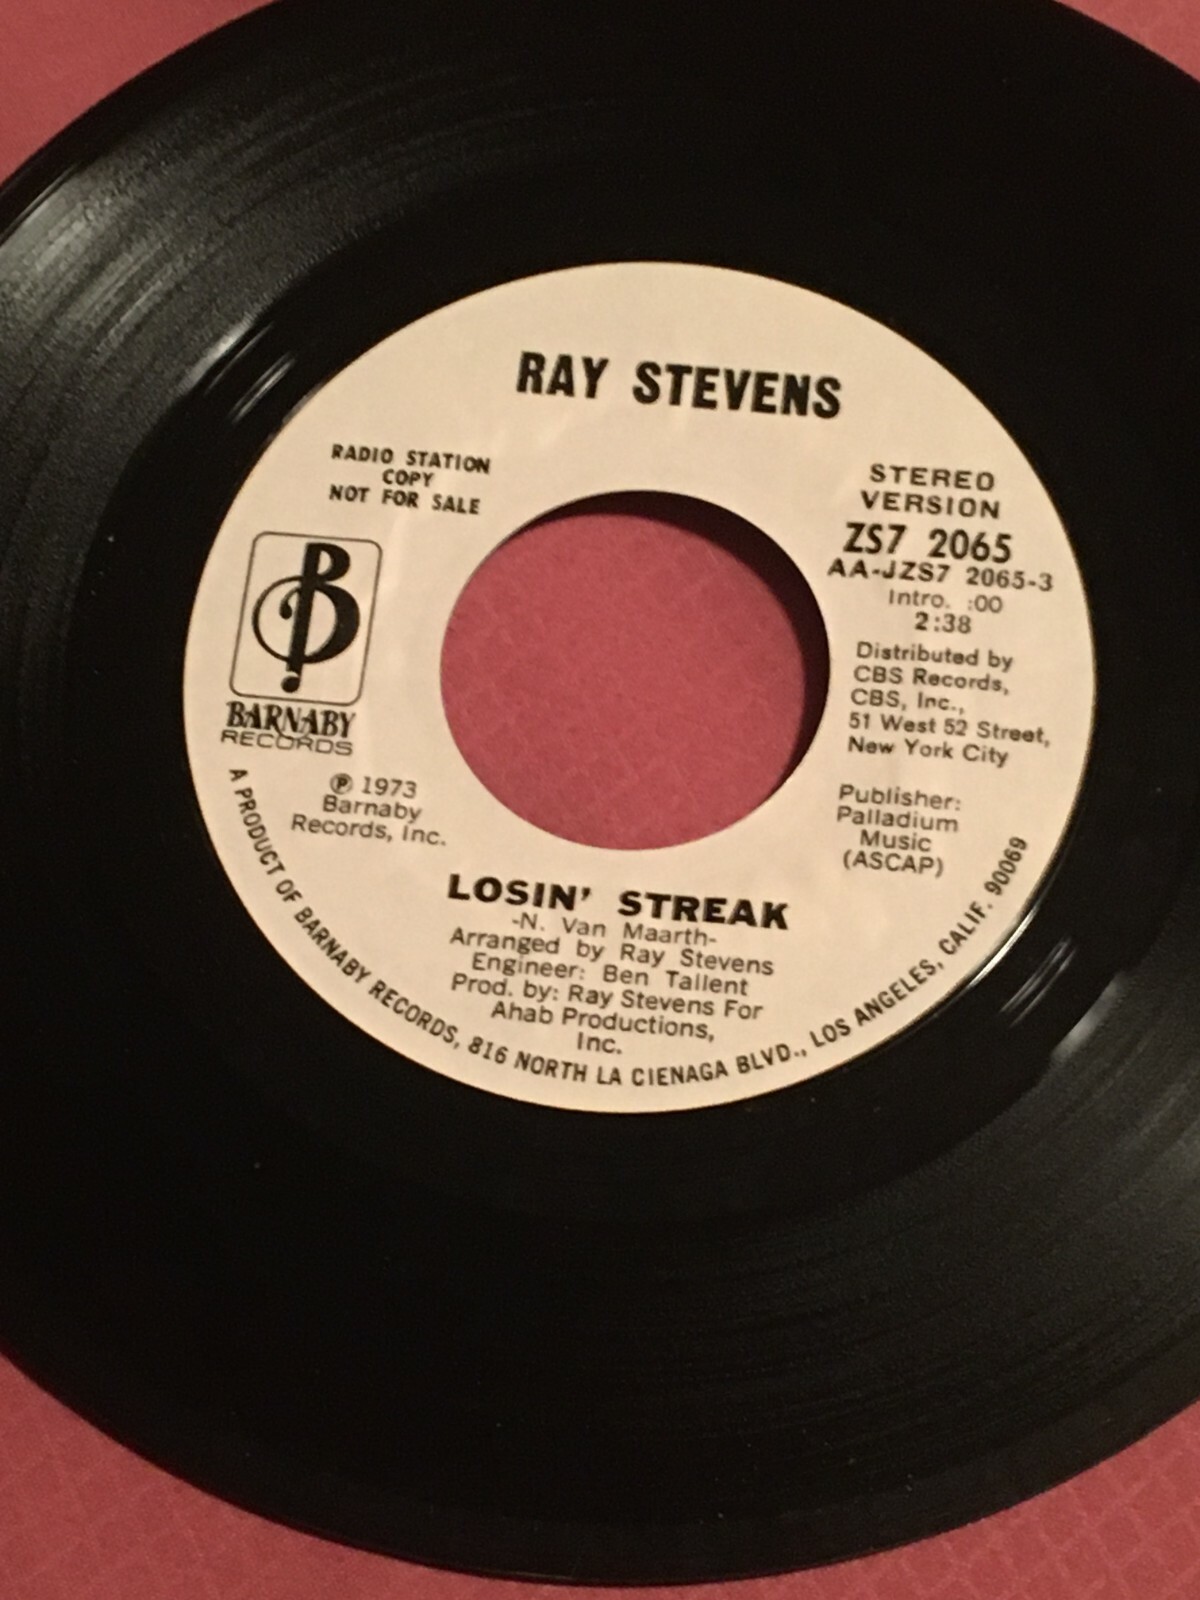 RAY STEVENS
RADIO STATION
COPY
NOT FOR SALE
STEREO
VERSION
ZS7 2065
AA-JZS7 2065-3
Intro. :00
2:38
Distributed by
CBS Records,
CBS, Inc.,
51 West 52 Street,
New York City
B
BARNABY
RECORDS
℗ 1973
Barnaby
Records, Inc.
Publisher:
Palladium
Music
(ASCAP)
LOSIN' STREAK
-N. Van Maarth-
Arranged by Ray Stevens
Engineer: Ben Tallent
Prod. by: Ray Stevens For
Ahab Productions,
Inc.
A PRODUCT OF BARNABY RECORDS, 816 NORTH LA CIENAGA BLVD., LOS ANGELES, CALIF. 90069